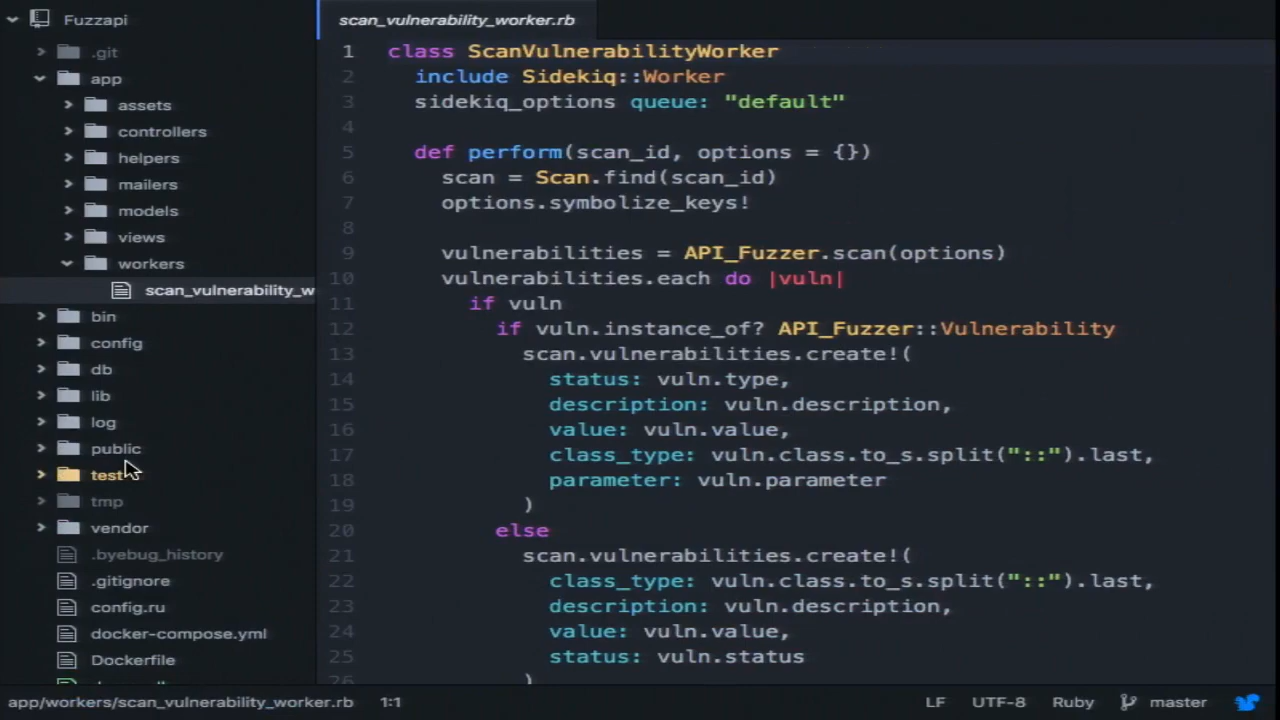 Fuzzapi
.git
app
assets
controllers
helpers
mailers
models
views
workers
scan_vulnerability_w
bin
config
db
lib
log
public
test
tmp
vendor
.byebug_history
.gitignore
config.ru
docker-compose.yml
Dockerfile
scan_vulnerability_worker.rb
1 class ScanVulnerabilityWorker
2 include Sidekiq::Worker
3 sidekiq_options queue: "default"
4
5 def perform(scan_id, options = {})
6 scan = Scan.find(scan_id)
7 options.symbolize_keys!
8
9 vulnerabilities = API_Fuzzer.scan(options)
10 vulnerabilities.each do |vuln|
11 if vuln
12 if vuln.instance_of? API_Fuzzer::Vulnerability
13 scan.vulnerabilities.create!(
14 status: vuln.type,
15 description: vuln.description,
16 value: vuln.value,
17 class_type: vuln.class.to_s.split("::").last,
18 parameter: vuln.parameter
19 )
20 else
21 scan.vulnerabilities.create!(
22 class_type: vuln.class.to_s.split("::").last,
23 description: vuln.description,
24 value: vuln.value,
25 status: vuln.status
26 )
app/workers/scan_vulnerability_worker.rb 1:1 LF UTF-8 Ruby master